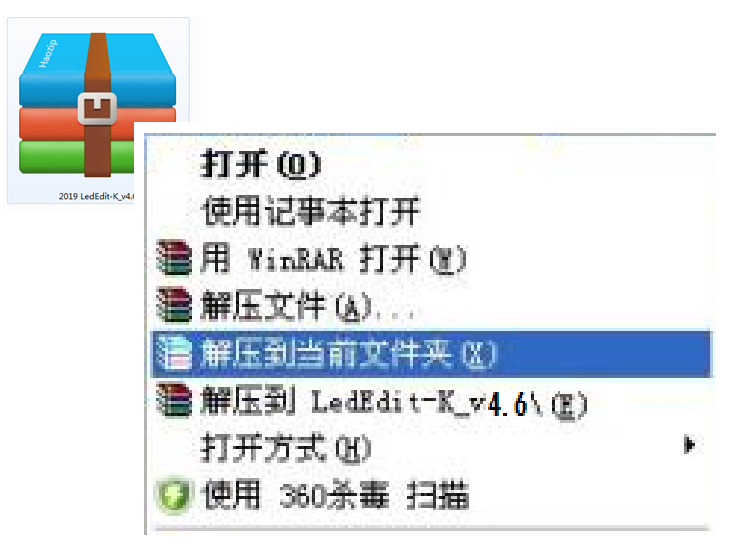 Haozip
2019 LedEdit-K_v4.6
打开(O)
使用记事本打开
用 WinRAR 打开(W)
解压文件(A)...
解压到当前文件夹(X)
解压到 LedEdit-K_v4.6\(E)
打开方式(H)
使用 360杀毒 扫描